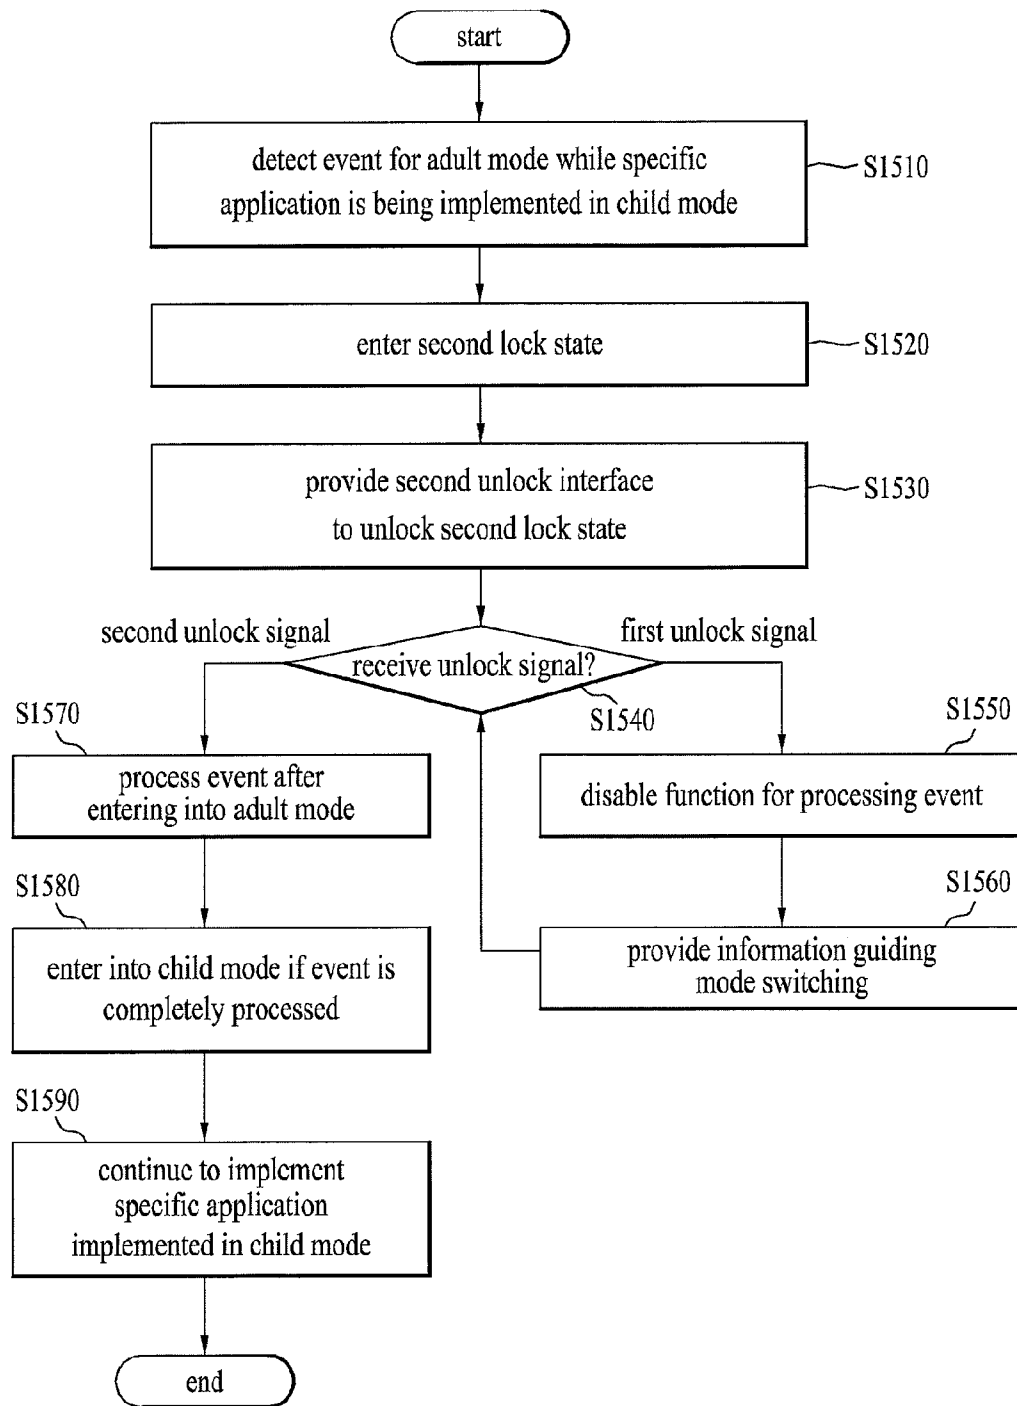 start
detect event for adult mode while specific
application is being implemented in child mode
S1510
enter second lock state
S1520
provide second unlock interface
to unlock second lock state
S1530
second unlock signal
first unlock signal
receive unlock signal?
S1540
S1570
process event after
entering into adult mode
S1550
disable function for processing event
S1580
enter into child mode if event is
completely processed
S1560
provide information guiding
mode switching
S1590
continue to implement
specific application
implemented in child mode
end